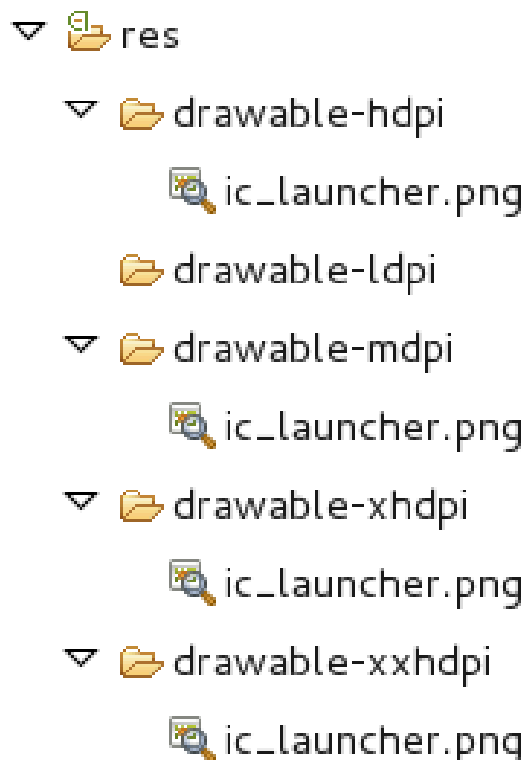 res
drawable-hdpi
ic_launcher.png
drawable-ldpi
drawable-mdpi
ic_launcher.png
drawable-xhdpi
ic_launcher.png
drawable-xxhdpi
ic_launcher.png